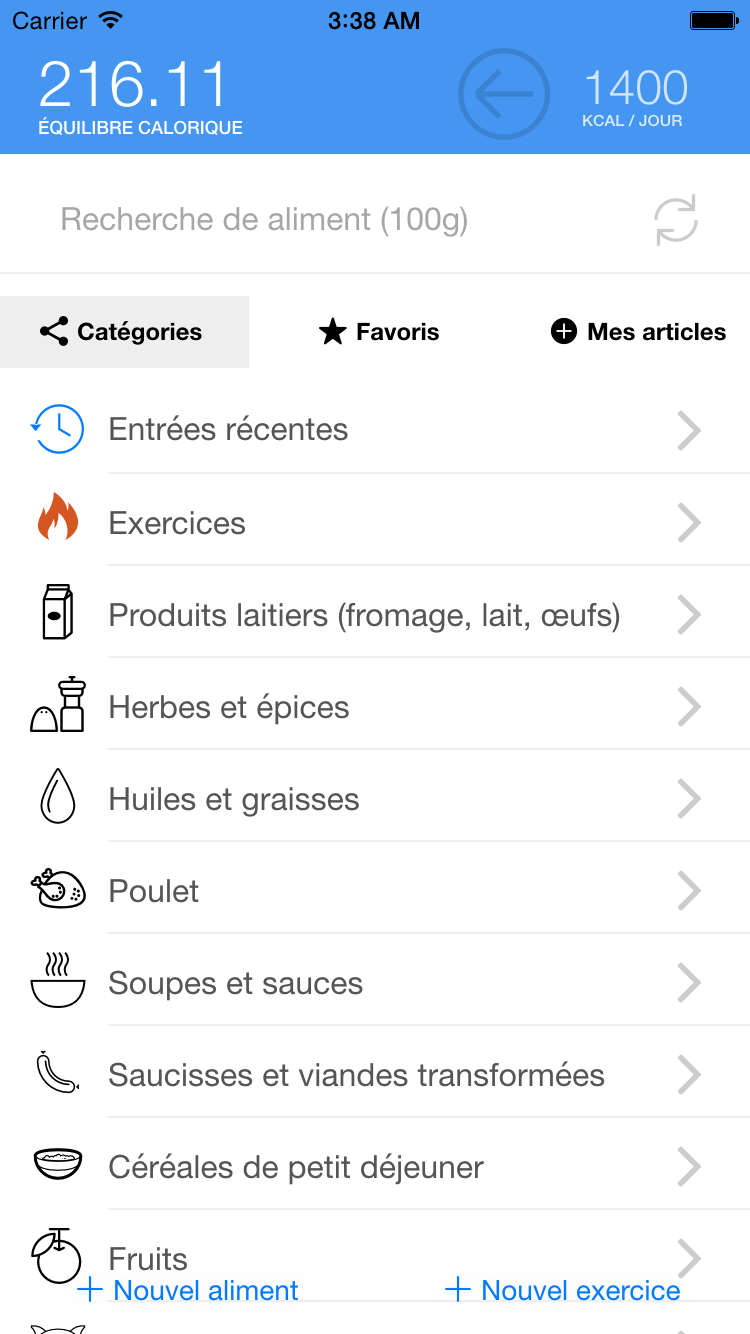 Carrier 3:38 AM
216.11 1400
ÉQUILIBRE CALORIQUE KCAL / JOUR
Recherche de aliment (100g)
Catégories Favoris Mes articles
Entrées récentes
Exercices
Produits laitiers (fromage, lait, œufs)
Herbes et épices
Huiles et graisses
Poulet
Soupes et sauces
Saucisses et viandes transformées
Céréales de petit déjeuner
Fruits
Nouvel aliment Nouvel exercice